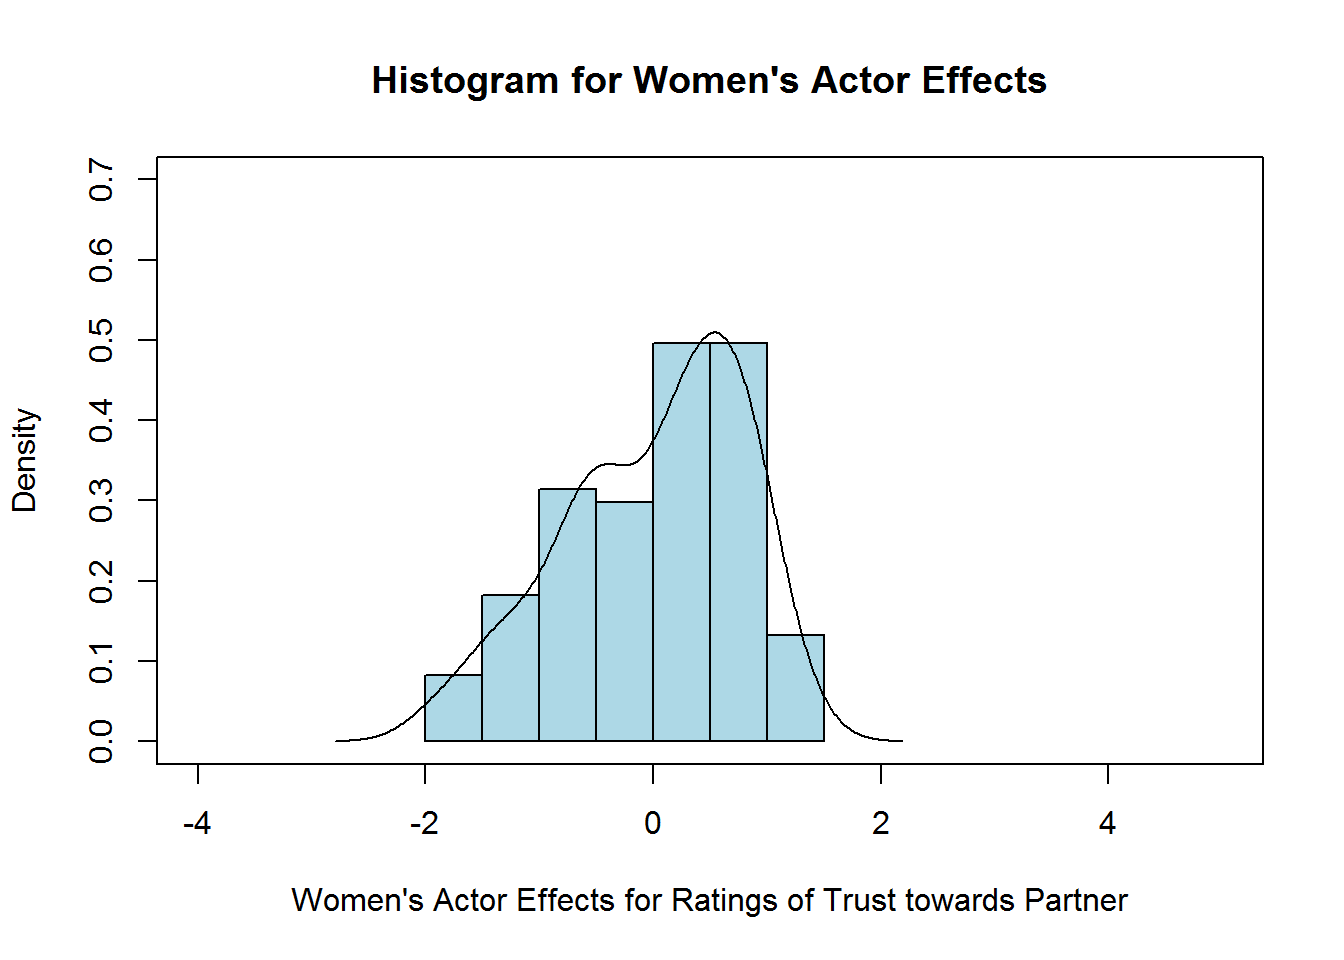 Histogram for Women's Actor Effects
Density
0.7
0.6
0.5
0.4
0.3
0.2
0.1
0.0
-4 -2 0 2 4
Women's Actor Effects for Ratings of Trust towards Partner